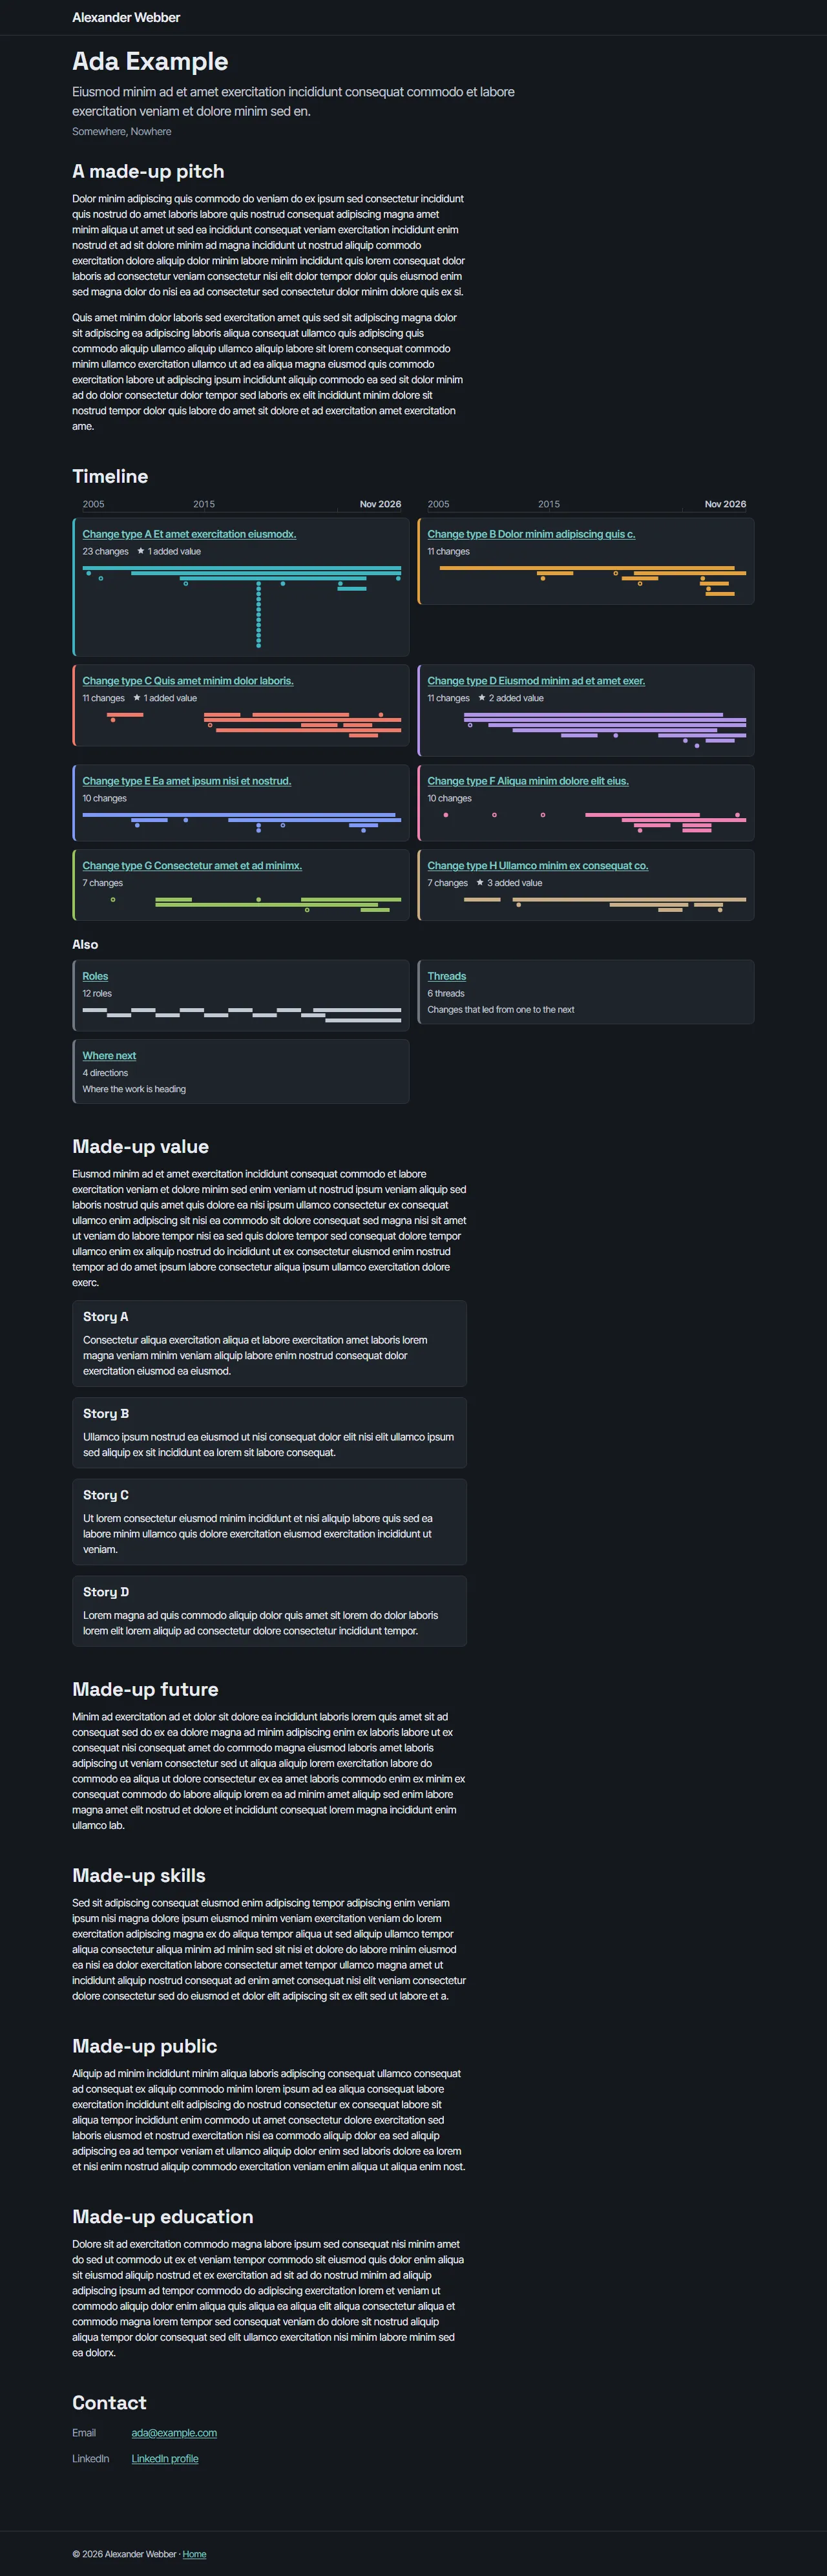 Alexander Webber
Ada Example
Eiusmod minim ad et amet exercitation incididunt consequat commodo et labore
exercitation veniam et dolore minim sed en.
Somewhere, Nowhere
A made-up pitch
Dolor minim adipiscing quis commodo do veniam do ex ipsum sed consectetur incididunt
quis nostrud do amet laboris labore quis nostrud consequat adipiscing magna amet
minim aliqua ut amet ut sed ea incididunt consequat veniam exercitation incididunt enim
nostrud et ad sit dolore minim ad magna incididunt ut nostrud aliquip commodo
exercitation dolore aliquip dolor minim labore minim incididunt quis lorem consequat dolor
laboris ad consectetur veniam consectetur nisi elit dolor tempor dolor quis eiusmod enim
sed magna dolor do nisi ea ad consectetur sed consectetur dolor minim dolore quis ex si.
Quis amet minim dolor laboris sed exercitation amet quis sed sit adipiscing magna dolor
sit adipiscing ea adipiscing laboris aliqua consequat ullamco quis adipiscing quis
commodo aliquip ullamco aliquip ullamco aliquip labore sit lorem consequat commodo
minim ullamco exercitation ullamco ut ad ea aliqua magna eiusmod quis commodo
exercitation labore ut adipiscing ipsum incididunt aliquip commodo ea sed sit dolor minim
ad do dolor consectetur dolor tempor sed laboris ex elit incididunt minim dolore sit
nostrud tempor dolor quis labore do amet sit dolore et ad exercitation amet exercitation
ame.
Timeline
2005 2015 Nov 2026
2005 2015 Nov 2026
Change type A Et amet exercitation eiusmodx.
23 changes ★ 1 added value
Change type B Dolor minim adipiscing quis c.
11 changes
Change type C Quis amet minim dolor laboris.
11 changes ★ 1 added value
Change type D Eiusmod minim ad et amet exer.
11 changes ★ 2 added value
Change type E Ea amet ipsum nisi et nostrud.
10 changes
Change type F Aliqua minim dolore elit eius.
10 changes
Change type G Consectetur amet et ad minimx.
7 changes
Change type H Ullamco minim ex consequat co.
7 changes ★ 3 added value
Also
Roles
12 roles
Threads
6 threads
Changes that led from one to the next
Where next
4 directions
Where the work is heading
Made-up value
Eiusmod minim ad et amet exercitation incididunt consequat commodo et labore
exercitation veniam et dolore minim sed enim veniam ut nostrud ipsum veniam aliquip sed
laboris nostrud quis amet quis dolore ea nisi ipsum ullamco consectetur ex consequat
ullamco enim adipiscing sit nisi ea commodo sit dolore consequat sed magna nisi sit amet
ut veniam do labore tempor nisi ea sed quis dolore tempor sed consequat dolore tempor
ullamco enim ex aliquip nostrud do incididunt ut ex consectetur eiusmod enim nostrud
tempor ad do amet ipsum labore consectetur aliqua ipsum ullamco exercitation dolore
exerc.
Story A
Consectetur aliqua exercitation aliqua et labore exercitation amet laboris lorem
magna veniam minim veniam aliquip labore enim nostrud consequat dolor
exercitation eiusmod ea eiusmod.
Story B
Ullamco ipsum nostrud ea eiusmod ut nisi consequat dolor elit nisi elit ullamco ipsum
sed aliquip ex sit incididunt ea lorem sit labore consequat.
Story C
Ut lorem consectetur eiusmod minim incididunt et nisi aliquip labore quis sed ea
labore minim ullamco quis dolore exercitation eiusmod exercitation incididunt ut
veniam.
Story D
Lorem magna ad quis commodo aliquip dolor quis amet sit lorem do dolor laboris
lorem elit lorem aliquip ad consectetur dolore consectetur incididunt tempor.
Made-up future
Minim ad exercitation ad et dolor sit dolore ea incididunt laboris lorem quis amet sit ad
consequat sed do ex ea dolore magna ad minim adipiscing enim ex laboris labore ut ex
consequat nisi consequat amet do commodo magna eiusmod laboris amet laboris
adipiscing ut veniam consectetur sed ut aliqua aliquip lorem exercitation labore do
commodo ea aliqua ut dolore consectetur ex ea amet laboris commodo enim ex minim ex
consequat commodo do labore aliquip lorem ea ad minim amet aliquip sed enim labore
magna amet elit nostrud et dolore et incididunt consequat lorem magna incididunt enim
ullamco lab.
Made-up skills
Sed sit adipiscing consequat eiusmod enim adipiscing tempor adipiscing enim veniam
ipsum nisi magna dolore ipsum eiusmod minim veniam exercitation veniam do lorem
exercitation adipiscing magna ex do aliqua tempor aliqua ut sed aliquip ullamco tempor
aliqua consectetur aliqua minim ad minim sed sit nisi et dolore do labore minim eiusmod
ea nisi ea dolor exercitation labore consectetur amet tempor ullamco magna amet ut
incididunt aliquip nostrud consequat ad enim amet consequat nisi elit veniam consectetur
dolore consectetur sed do eiusmod et dolor elit adipiscing sit ex elit sed ut labore et a.
Made-up public
Aliquip ad minim incididunt minim aliqua laboris adipiscing consequat ullamco consequat
ad consequat ex aliquip commodo minim lorem ipsum ad ea aliqua consequat labore
exercitation incididunt elit adipiscing do nostrud consectetur ex consequat labore sit
aliqua tempor incididunt enim commodo ut amet consectetur dolore exercitation sed
laboris eiusmod et nostrud exercitation nisi ea commodo aliquip dolor ea sed aliquip
adipiscing ea ad tempor veniam et ullamco aliquip dolor enim sed laboris dolore ea lorem
et nisi enim nostrud aliquip commodo exercitation veniam enim aliqua ut aliqua enim nost.
Made-up education
Dolore sit ad exercitation commodo magna labore ipsum sed consequat nisi minim amet
do sed ut commodo ut ex et veniam tempor commodo sit eiusmod quis dolor enim aliqua
sit eiusmod aliquip nostrud et ex exercitation ad sit ad do nostrud minim ad aliquip
adipiscing ipsum ad tempor commodo do adipiscing exercitation lorem et veniam ut
commodo aliquip dolor enim aliqua quis aliqua ea aliqua elit aliqua consectetur aliqua et
commodo magna lorem tempor sed consequat veniam do dolore sit nostrud aliquip
aliqua tempor dolor consequat sed elit ullamco exercitation nisi minim labore minim sed
ea dolorx.
Contact
Email ada@example.com
LinkedIn LinkedIn profile
© 2026 Alexander Webber · Home